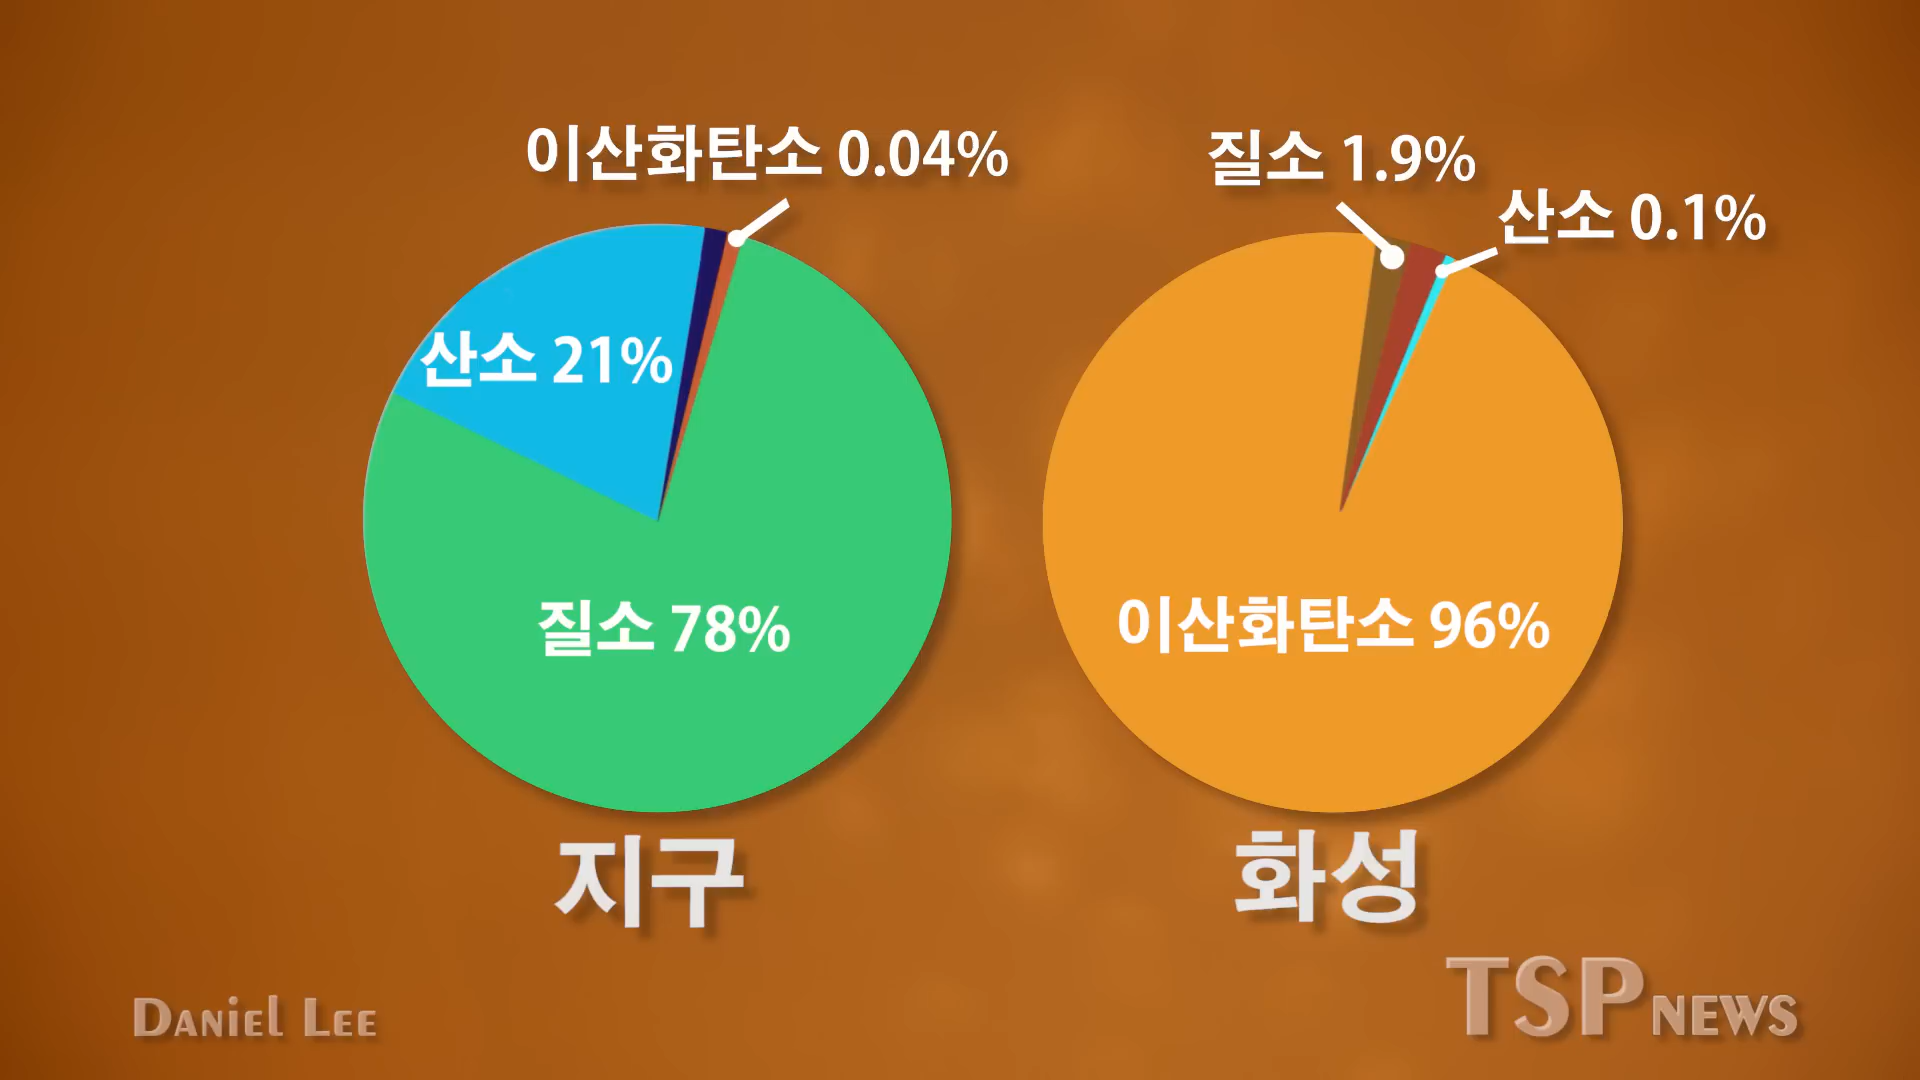 이산화탄소 0.04%
산소 21%
질소 78%
지구
질소 1.9%
산소 0.1%
이산화탄소 96%
화성
Daniel Lee
TSP NEWS